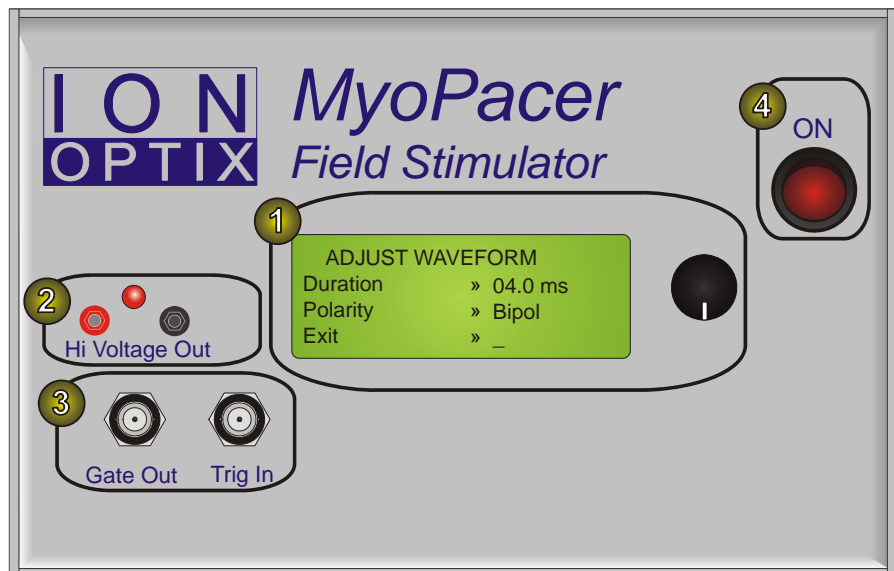 ION
OPTIX
MyoPacer
Field Stimulator
4
ON
1
ADJUST WAVEFORM
Duration » 04.0 ms
Polarity » Bipol
Exit » _
2
Hi Voltage Out
3
Gate Out Trig In